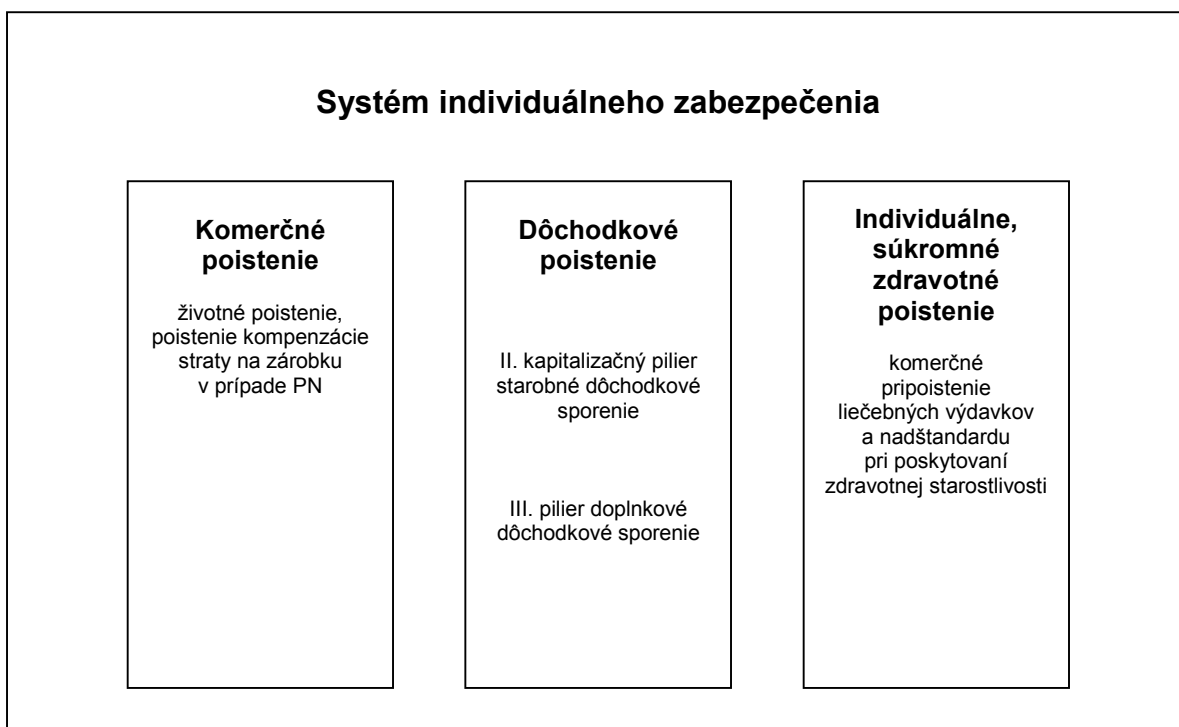 Systém individuálneho zabezpečenia
Komerčné
poistenie
životné poistenie,
poistenie kompenzácie
straty na zárobku
v prípade PN
Dôchodkové
poistenie
II. kapitalizačný pilier
starobné dôchodkové
sporenie
III. pilier doplnkové
dôchodkové sporenie
Individuálne,
súkromné
zdravotné
poistenie
komerčné
pripoistenie
liečebných výdavkov
a nadštandardu
pri poskytovaní
zdravotnej starostlivosti